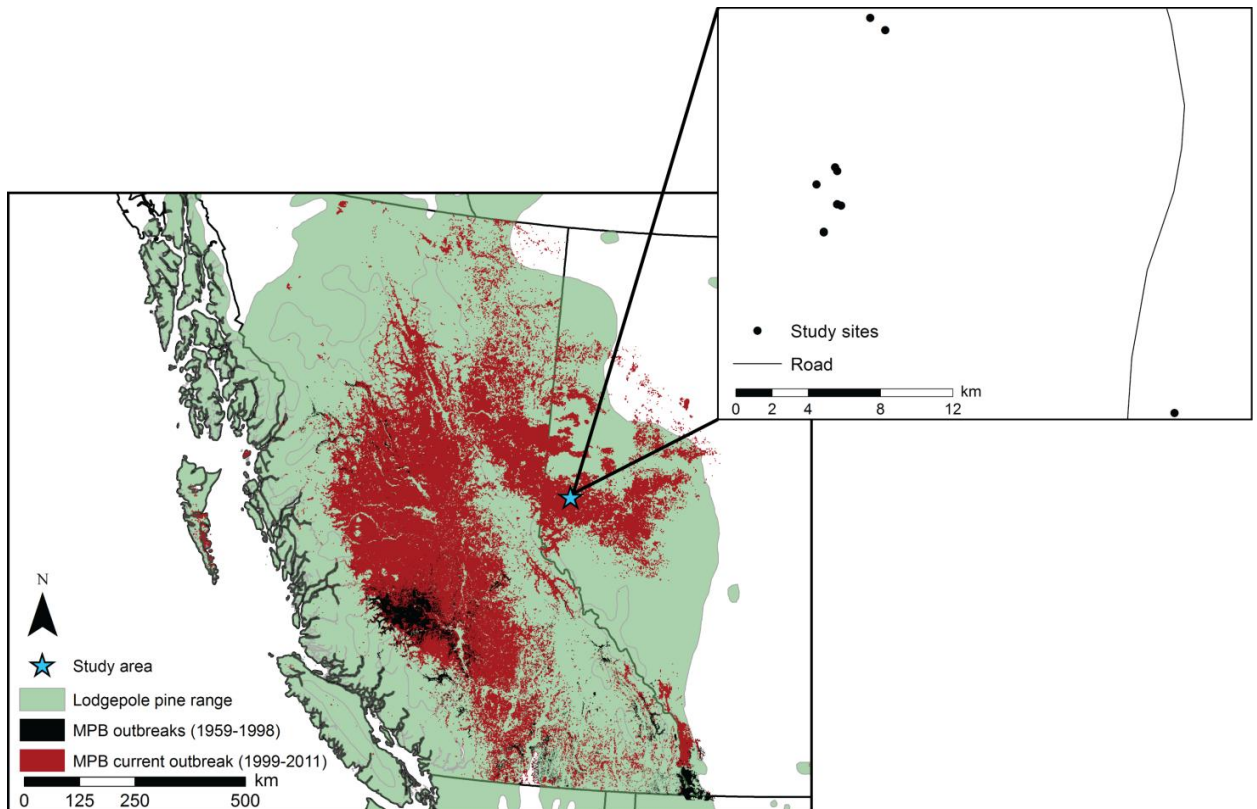 Study sites
Road
km
0 2 4 8 12
N
Study area
Lodgepole pine range
MPB outbreaks (1959-1998)
MPB current outbreak (1999-2011)
km
0 125 250 500